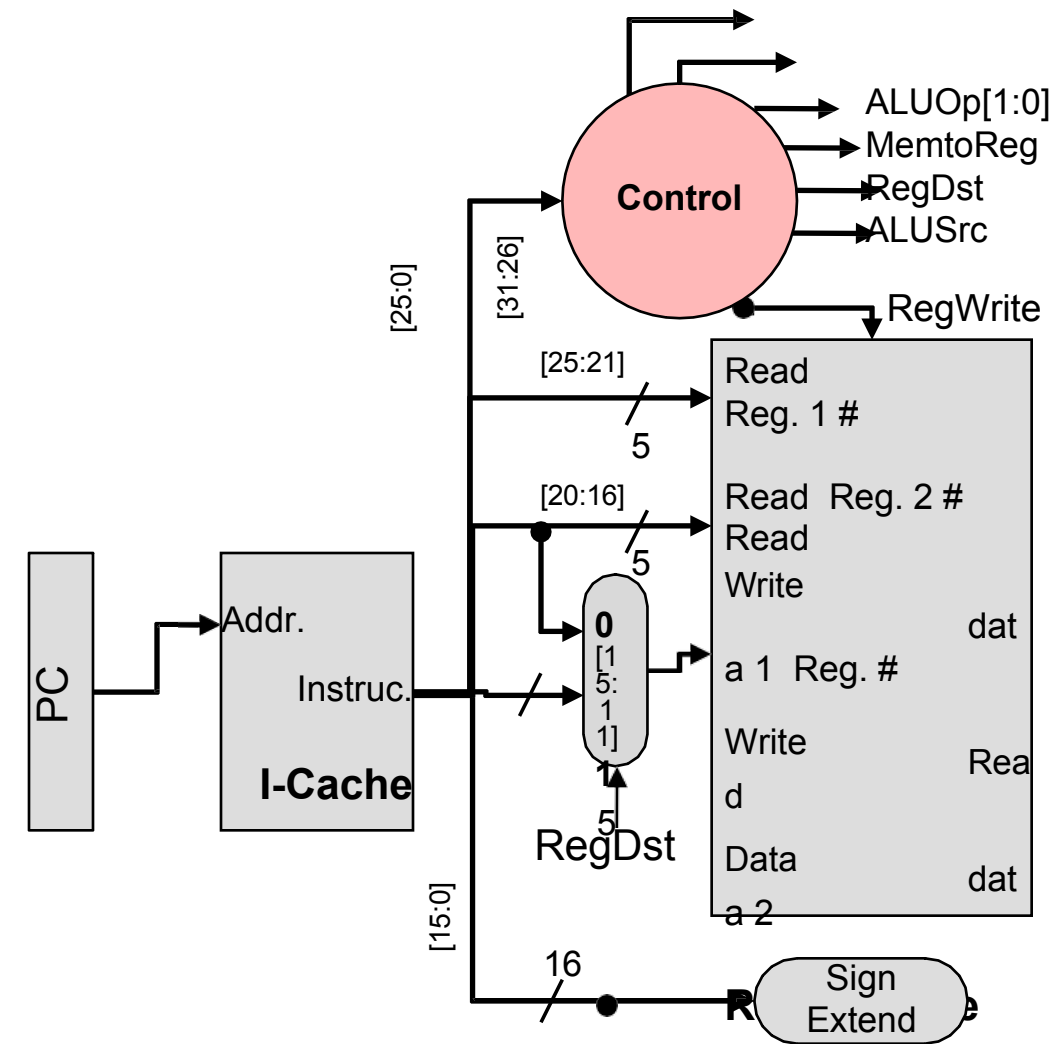 ALUOp[1:0]
MemtoReg
Control
RegDst
ALUSrc
[25:0]
[31:26]
RegWrite
[25:21]
5
Read
Reg. 1 #
[20:16]
5
Read Reg. 2 #
Read
Write
dat
a 1 Reg. #
Write
Rea
d
Data
dat
a 2
PC
Addr.
Instruc.
I-Cache
0
[1
5:
1
1]
1
5
RegDst
[15:0]
16
Sign
Extend
R
e